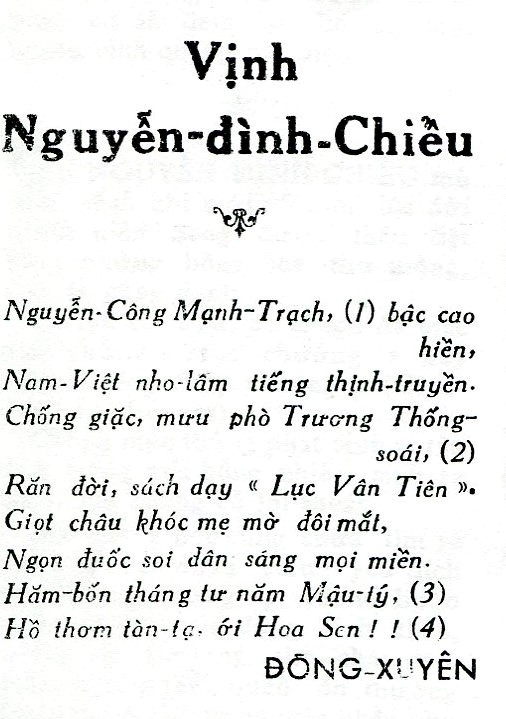 Vịnh
Nguyễn-đình-Chiểu
Nguyễn-Công Mạnh-Trạch, (1) bậc cao
hiền,
Nam-Việt nho-lâm tiếng thịnh-truyền.
Chống giặc, mưu phò Trương Thống-
soái, (2)
Răn đời, sách dạy « Lục Vân Tiên ».
Giọt châu khóc mẹ mờ đôi mắt,
Ngọn đuốc soi dân sáng mọi miền.
Hăm-bốn tháng tư năm Mậu-tý, (3)
Hồ thơm tàn-tạ, ới Hoa Sen ! ! (4)
ĐÔNG-XUYÊN